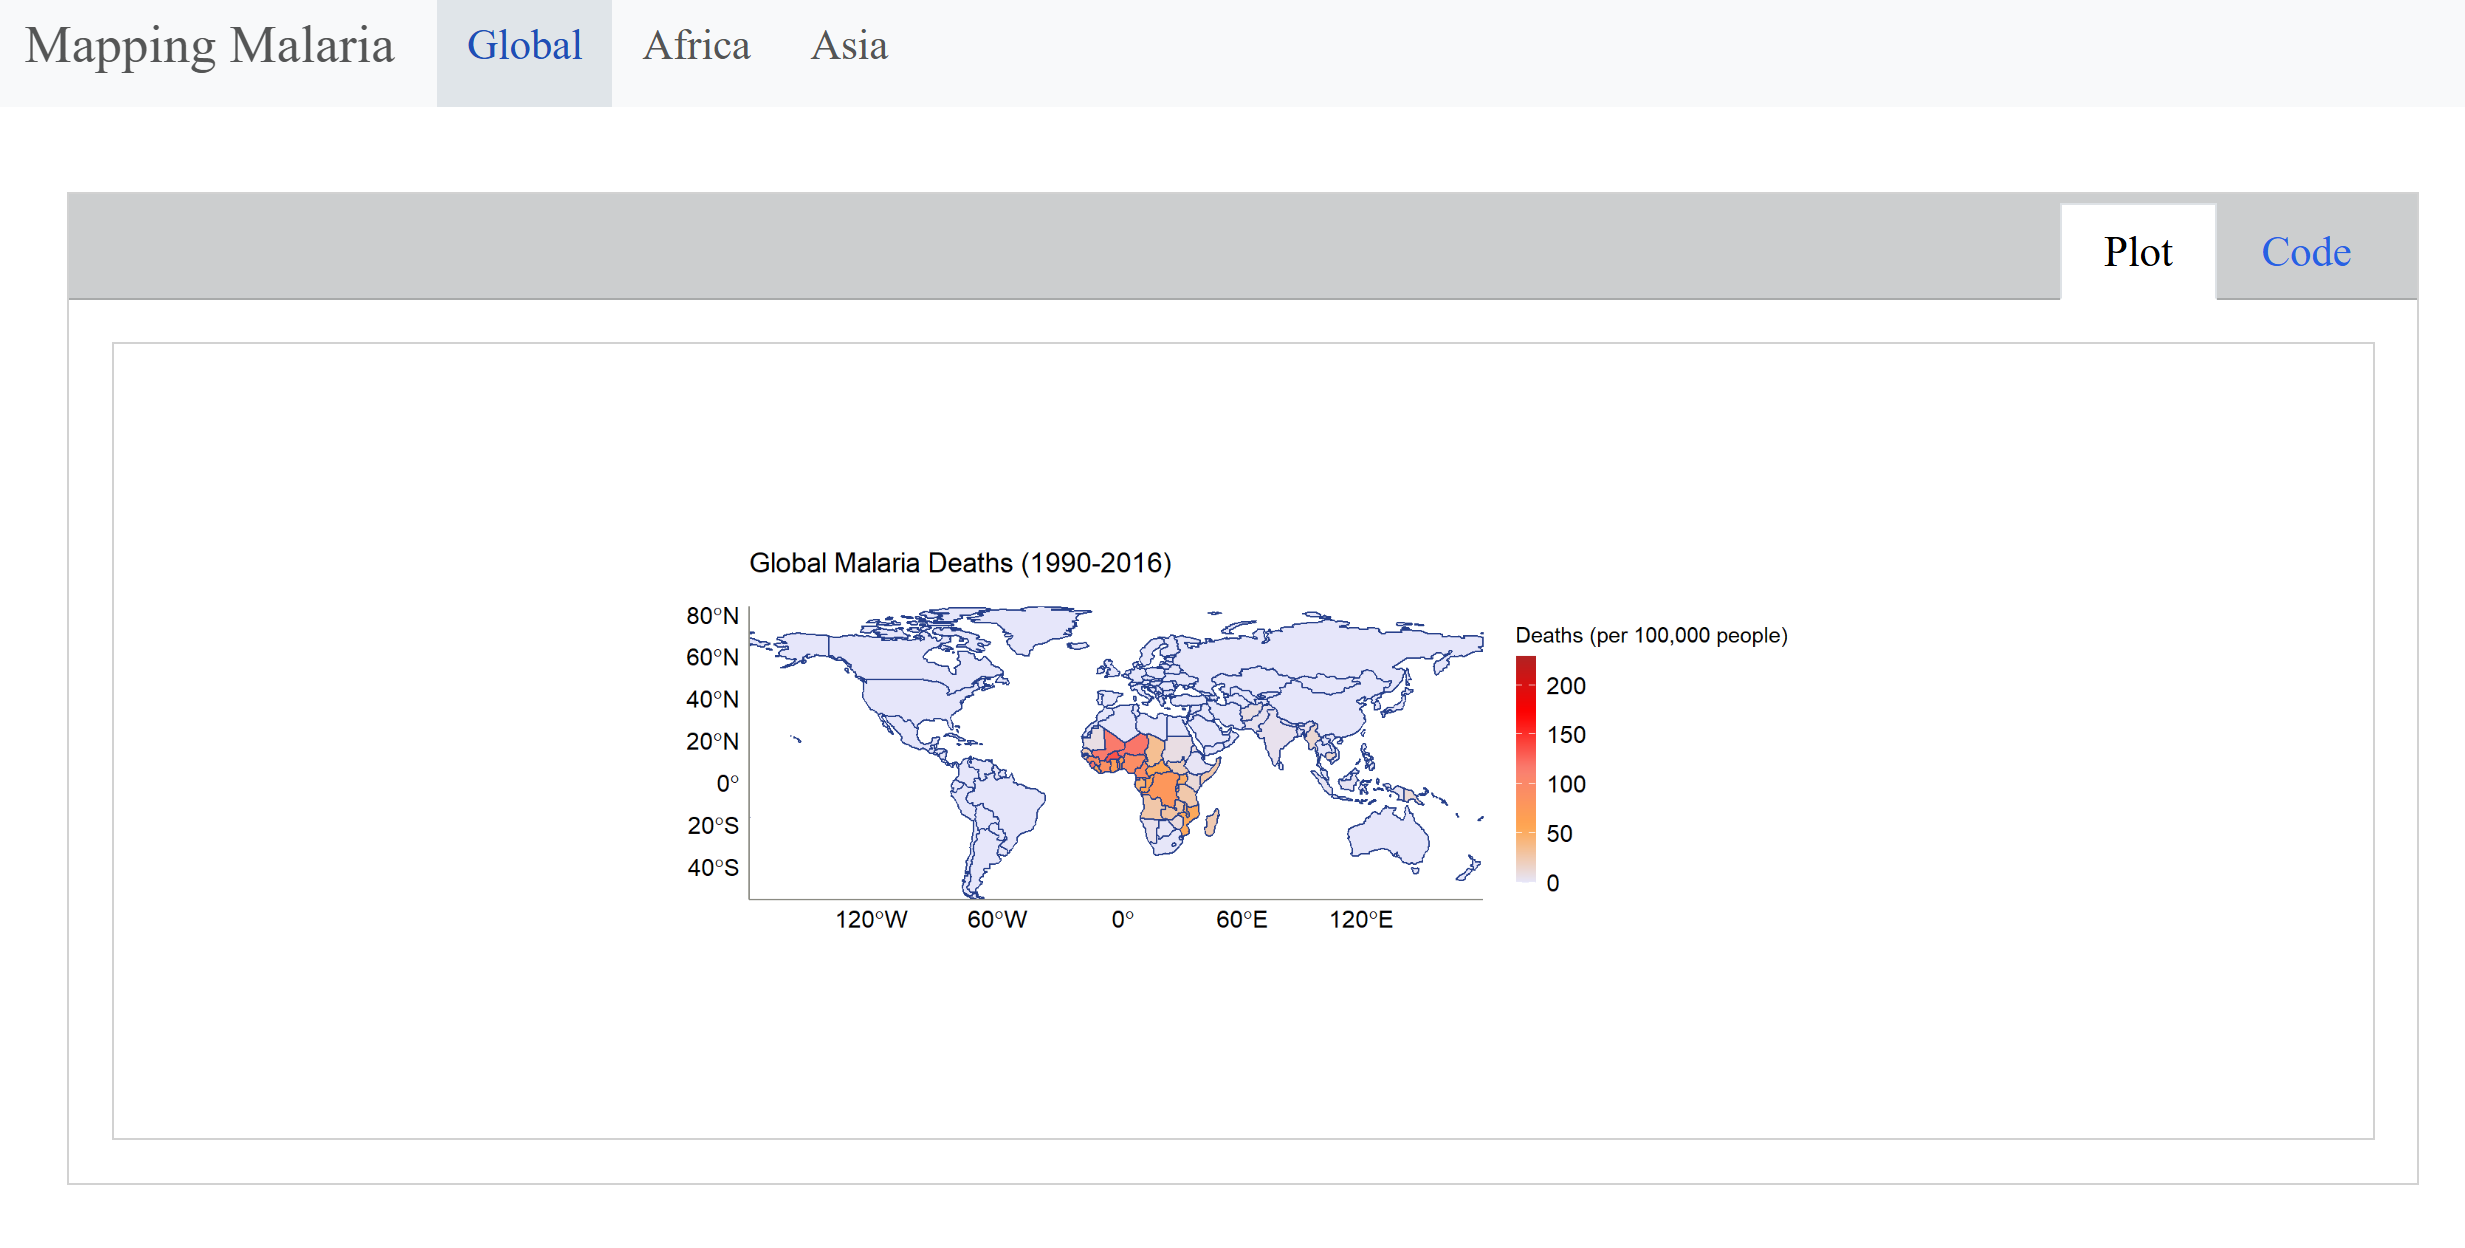 Mapping Malaria Global Africa Asia
Plot Code
Global Malaria Deaths (1990-2016)
80°N
60°N
40°N
20°N
0°
20°S
40°S
120°W 60°W 0° 60°E 120°E
Deaths (per 100,000 people)
200
150
100
50
0